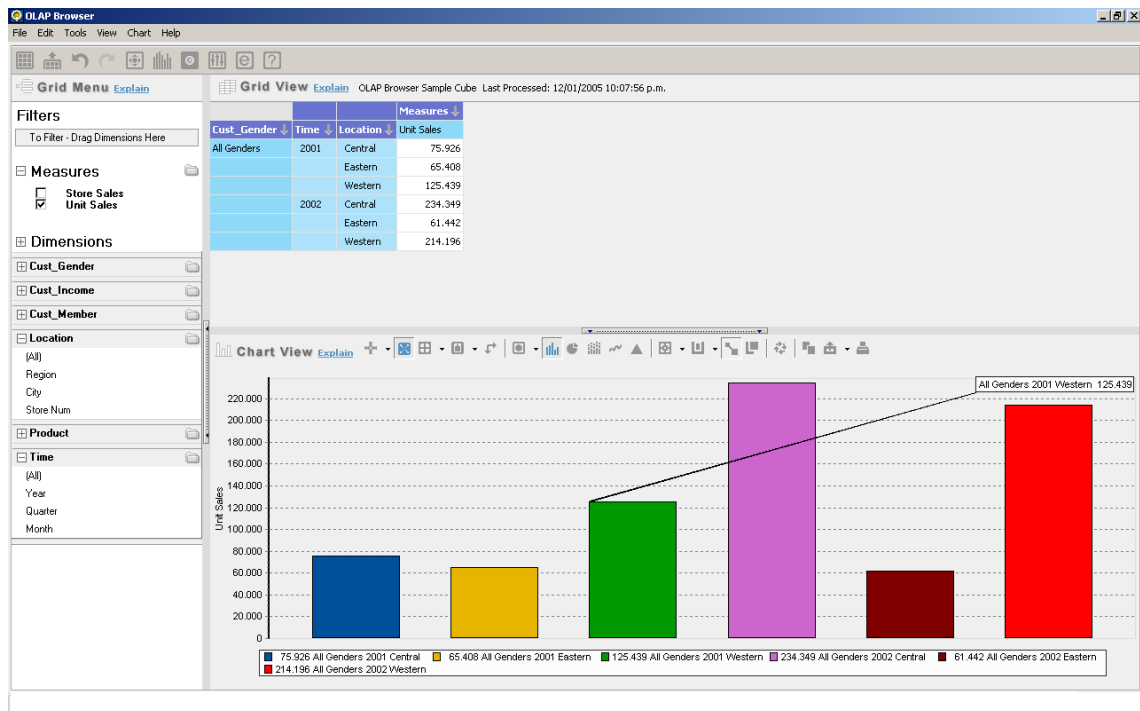 OLAP Browser
File Edit Tools View Chart Help
Grid Menu Explain
Grid View Explain OLAP Browser Sample Cube Last Processed: 12/01/2005 10:07:56 p.m.
Filters
To Filter - Drag Dimensions Here
Measures
Store Sales
Unit Sales
Dimensions
Cust_Gender
Cust_Income
Cust_Member
Location
(All)
Region
City
Store Num
Product
Time
(All)
Year
Quarter
Month
Measures
Cust_Gender Time Location Unit Sales
All Genders 2001 Central 75.926
Eastern 65.408
Western 125.439
2002 Central 234.349
Eastern 61.442
Western 214.196
Chart View Explain
All Genders 2001 Western 125.439
Unit Sales
220.000
200.000
180.000
160.000
140.000
120.000
100.000
80.000
60.000
40.000
20.000
0
75.926 All Genders 2001 Central 65.408 All Genders 2001 Eastern 125.439 All Genders 2001 Western 234.349 All Genders 2002 Central 61.442 All Genders 2002 Eastern
214.196 All Genders 2002 Western